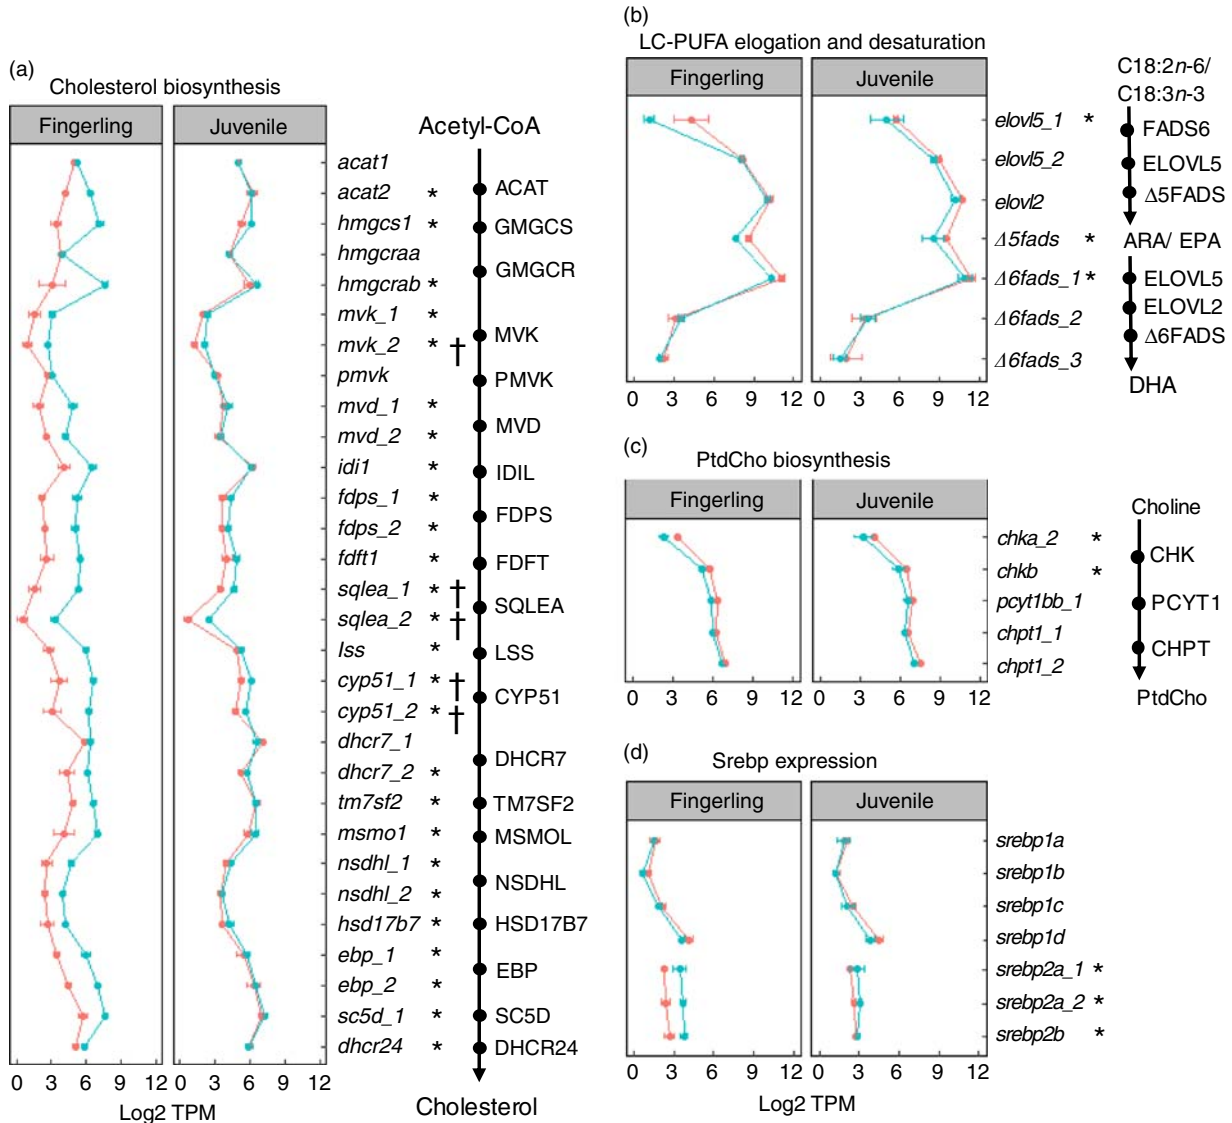 (a)
Cholesterol biosynthesis
Fingerling
Juvenile
acat1
acat2 *
hmgcs1 *
hmgcraa
hmgcrab *
mvk_1 *
mvk_2 * †
pmvk
mvd_1 *
mvd_2 *
idi1 *
fdps_1 *
fdps_2 *
fdft1 *
sqlea_1 * †
sqlea_2 * †
lss *
cyp51_1 * †
cyp51_2 * †
dhcr7_1
dhcr7_2 *
tm7sf2 *
msmo1 *
nsdhl_1 *
nsdhl_2 *
hsd17b7 *
ebp_1 *
ebp_2 *
sc5d_1 *
dhcr24 *
0 3 6 9 12
0 3 6 9 12
Log2 TPM
Acetyl-CoA
ACAT
GMGCS
GMGCR
MVK
PMVK
MVD
IDIL
FDPS
FDFT
SQLEA
LSS
CYP51
DHCR7
TM7SF2
MSMOL
NSDHL
HSD17B7
EBP
SC5D
DHCR24
Cholesterol
(b)
LC-PUFA elogation and desaturation
Fingerling
Juvenile
elovl5_1 *
elovl5_2
elovl2
Δ5fads *
Δ6fads_1 *
Δ6fads_2
Δ6fads_3
0 3 6 9 12
0 3 6 9 12
C18:2n-6/
C18:3n-3
FADS6
ELOVL5
Δ5FADS
ARA/ EPA
ELOVL5
ELOVL2
Δ6FADS
DHA
(c)
PtdCho biosynthesis
Fingerling
Juvenile
chka_2 *
chkb *
pcyt1bb_1
chpt1_1
chpt1_2
0 3 6 9 12
0 3 6 9 12
Choline
CHK
PCYT1
CHPT
PtdCho
(d)
Srebp expression
Fingerling
Juvenile
srebp1a
srebp1b
srebp1c
srebp1d
srebp2a_1 *
srebp2a_2 *
srebp2b *
0 3 6 9 12
0 3 6 9 12
Log2 TPM